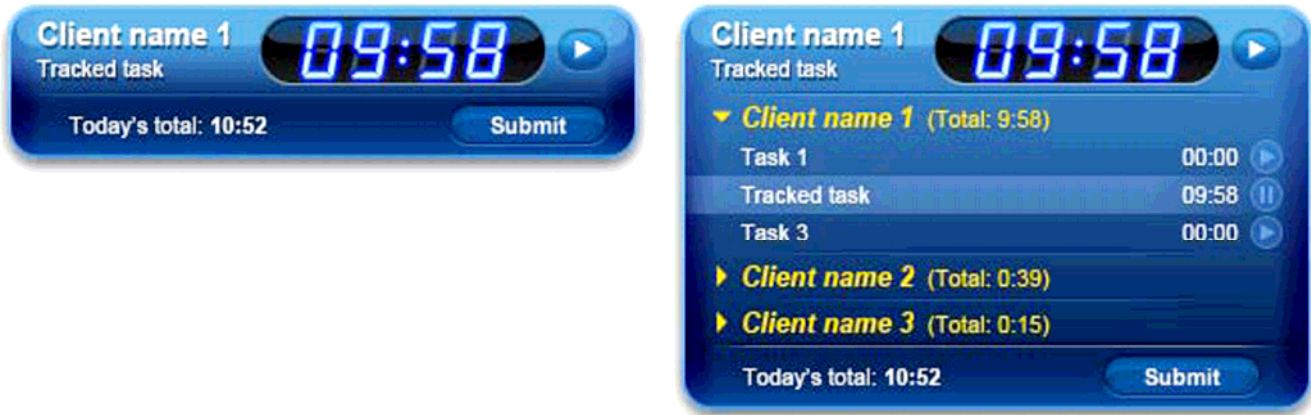 Client name 1 09:58
Tracked task
Today's total: 10:52 Submit
Client name 1 09:58
Tracked task
Client name 1 (Total: 9:58)
Task 1 00:00
Tracked task 09:58
Task 3 00:00
Client name 2 (Total: 0:39)
Client name 3 (Total: 0:15)
Today's total: 10:52 Submit